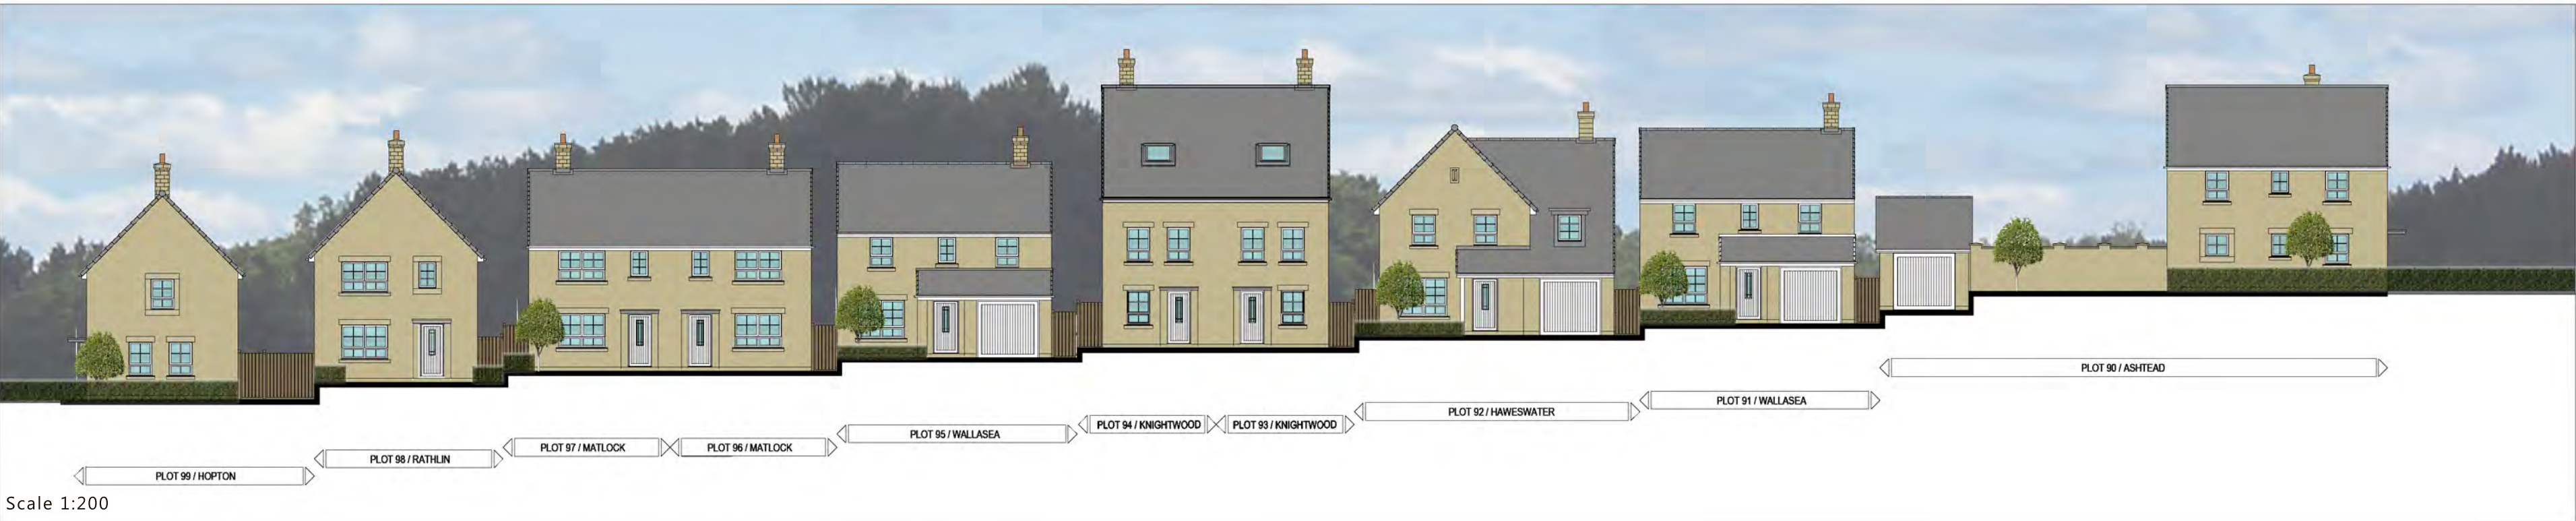 PLOT 99 / HOPTON
PLOT 98 / RATHLIN
PLOT 97 / MATLOCK
PLOT 96 / MATLOCK
PLOT 95 / WALLASEA
PLOT 94 / KNIGHTWOOD
PLOT 93 / KNIGHTWOOD
PLOT 92 / HAWESWATER
PLOT 91 / WALLASEA
PLOT 90 / ASHTEAD
Scale 1:200